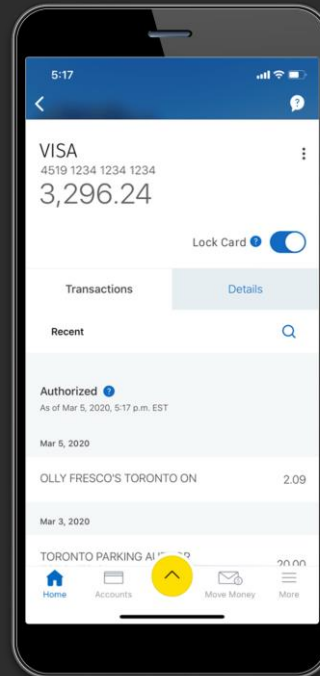 5:17
VISA
4519 1234 1234 1234
3,296.24
Lock Card ?
Transactions Details
Recent
Authorized ?
As of Mar 5, 2020, 5:17 p.m. EST
Mar 5, 2020
OLLY FRESCO'S TORONTO ON 2.09
Mar 3, 2020
TORONTO PARKING 20.00
Home Accounts Move Money More